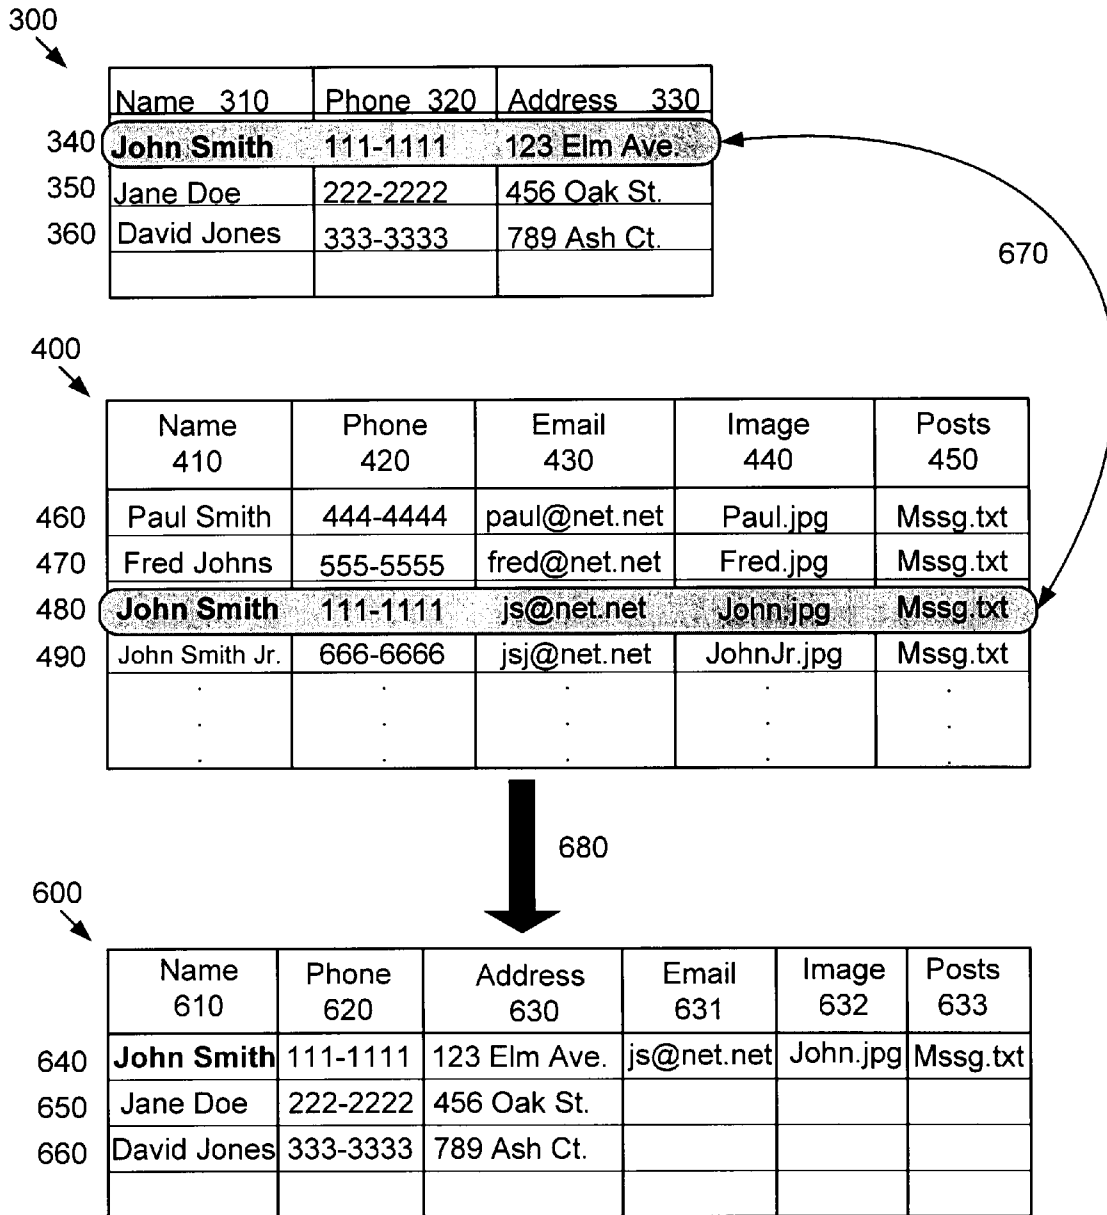 300
Name 310 Phone 320 Address 330
340 John Smith 111-1111 123 Elm Ave.
350 Jane Doe 222-2222 456 Oak St.
360 David Jones 333-3333 789 Ash Ct.
670
400
Name Phone Email Image Posts
410 420 430 440 450
460 Paul Smith 444-4444 paul@net.net Paul.jpg Mssg.txt
470 Fred Johns 555-5555 fred@net.net Fred.jpg Mssg.txt
480 John Smith 111-1111 js@net.net John.jpg Mssg.txt
490 John Smith Jr. 666-6666 jsj@net.net JohnJr.jpg Mssg.txt
. . . . .
. . . . .
. . . . .
680
600
Name Phone Address Email Image Posts
610 620 630 631 632 633
640 John Smith 111-1111 123 Elm Ave. js@net.net John.jpg Mssg.txt
650 Jane Doe 222-2222 456 Oak St.
660 David Jones 333-3333 789 Ash Ct.